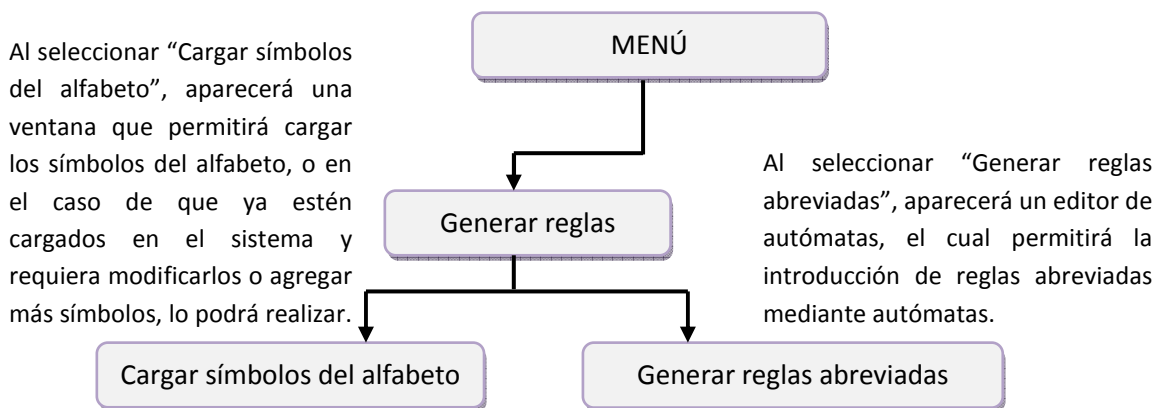 MENÚ
Al seleccionar “Cargar símbolos
del alfabeto”, aparecerá una
ventana que permitirá cargar
los símbolos del alfabeto, o en
el caso de que ya estén
cargados en el sistema y
requiera modificarlos o agregar
más símbolos, lo podrá realizar.
Al seleccionar “Generar reglas
abreviadas”, aparecerá un editor de
autómatas, el cual permitirá la
introducción de reglas abreviadas
mediante autómatas.
Generar reglas
Cargar símbolos del alfabeto
Generar reglas abreviadas